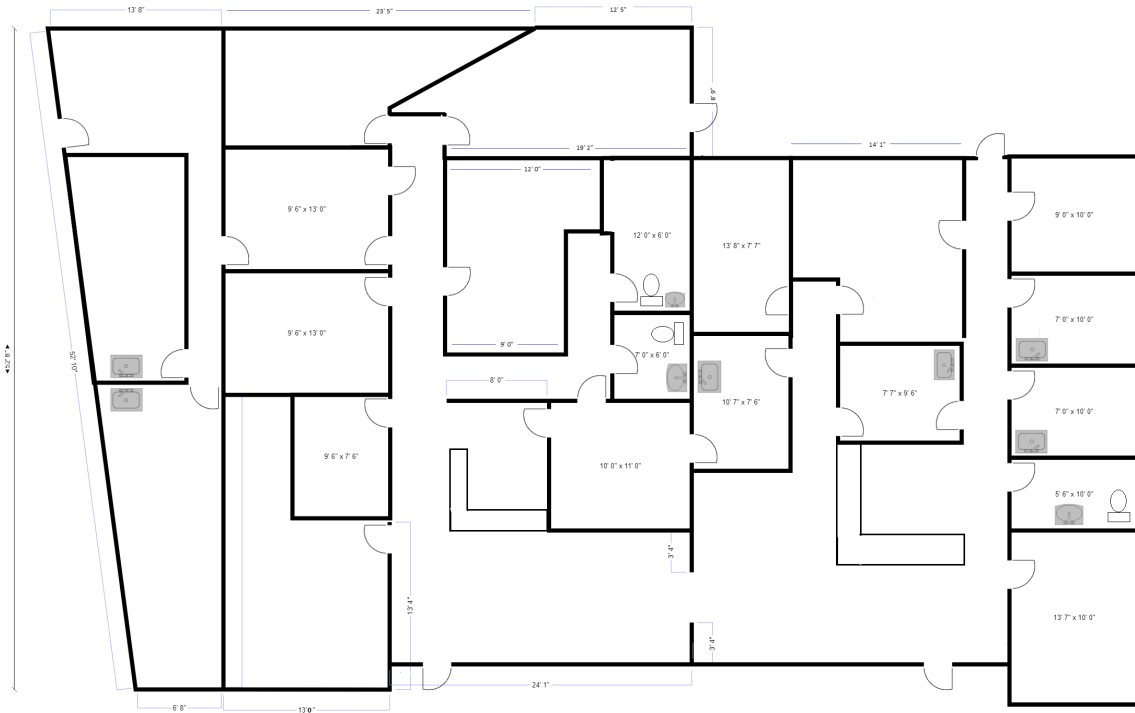 13' 8"
23' 5"
12' 5"
8' 9"
19' 2"
14' 1"
12' 0"
9' 6" x 13' 0"
12' 0" x 6' 0"
13' 8" x 7' 7"
9' 0" x 10' 0"
9' 6" x 13' 0"
7' 0" x 10' 0"
9' 0"
7' 0" x 6' 0"
52' 10"
8' 0"
7' 7" x 9' 6"
10' 7" x 7' 6"
7' 0" x 10' 0"
9' 6" x 7' 6"
10' 0" x 11' 0"
5' 6" x 10' 0"
3' 4"
13' 4"
13' 7" x 10' 0"
3' 4"
24' 1"
6' 8"
13' 0"